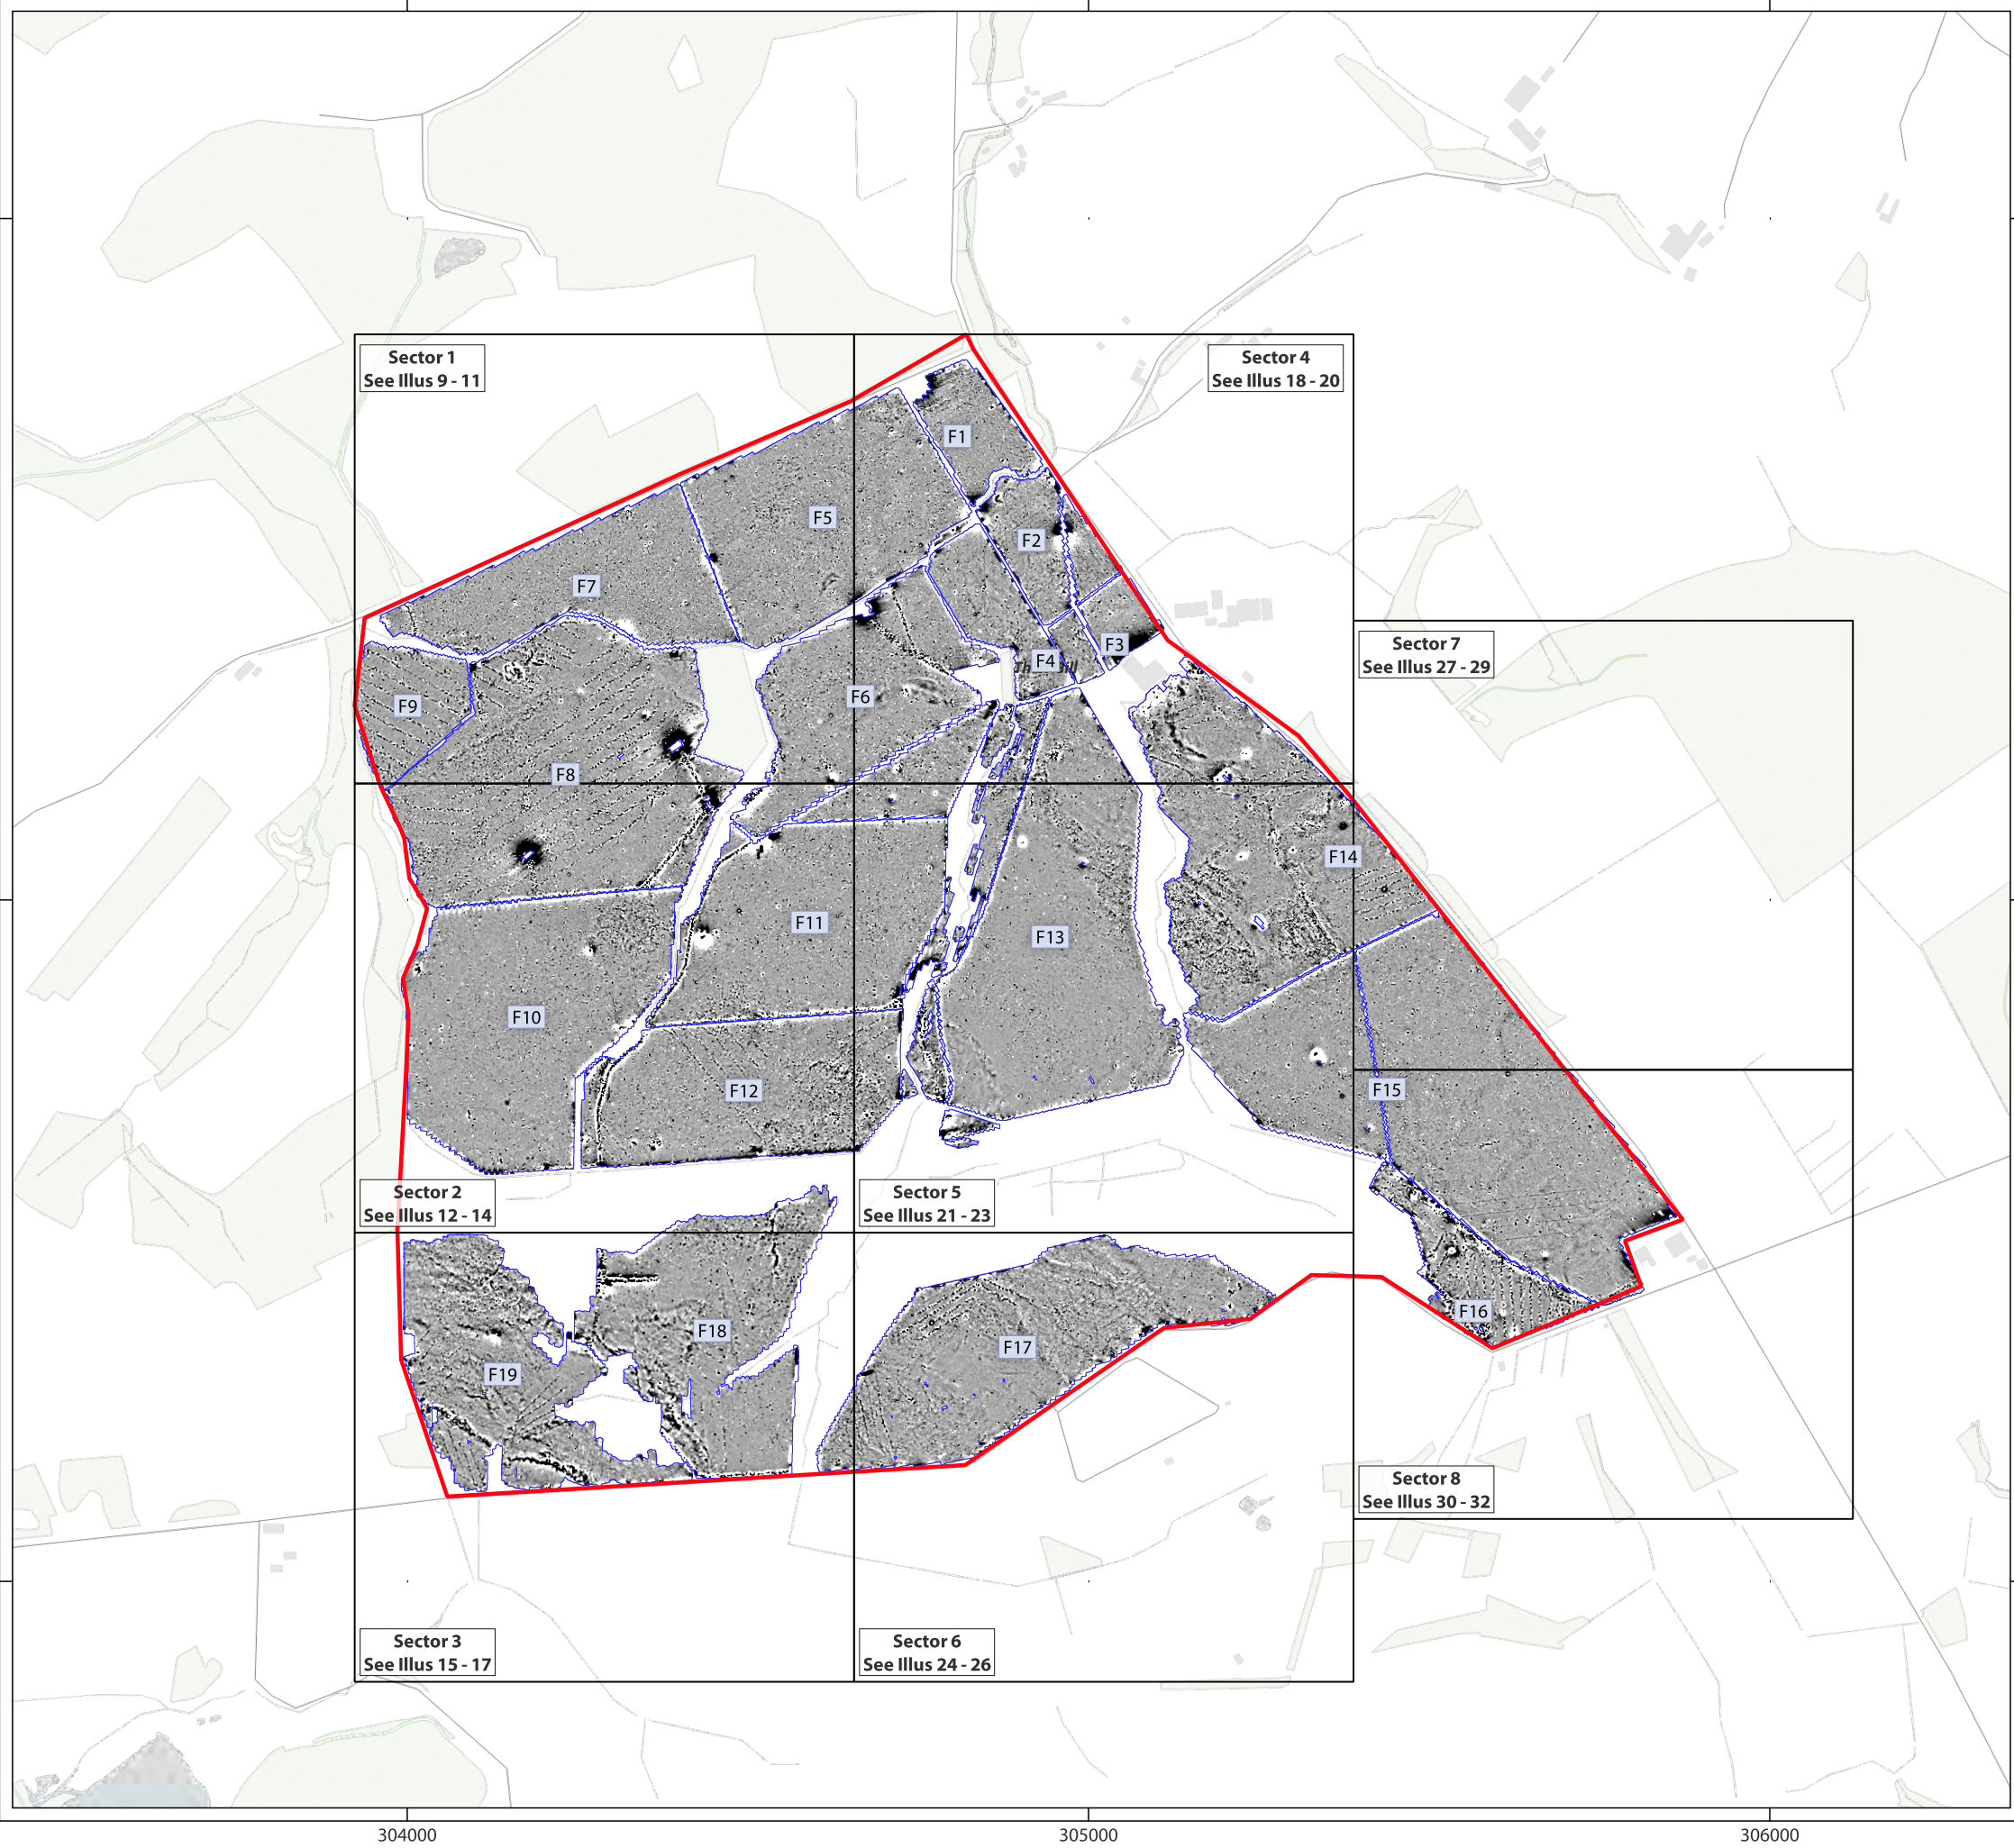 Sector 1
See Illus 9 - 11
Sector 4
See Illus 18 - 20
F1
F5
F2
F7
Sector 7
See Illus 27 - 29
F3
F4
F6
F9
F8
F14
F11
F13
F10
F15
F12
Sector 2
See Illus 12 - 14
Sector 5
See Illus 21 - 23
F16
F18
F17
F19
Sector 8
See Illus 30 - 32
Sector 3
See Illus 15 - 17
Sector 6
See Illus 24 - 26
304000
305000
306000